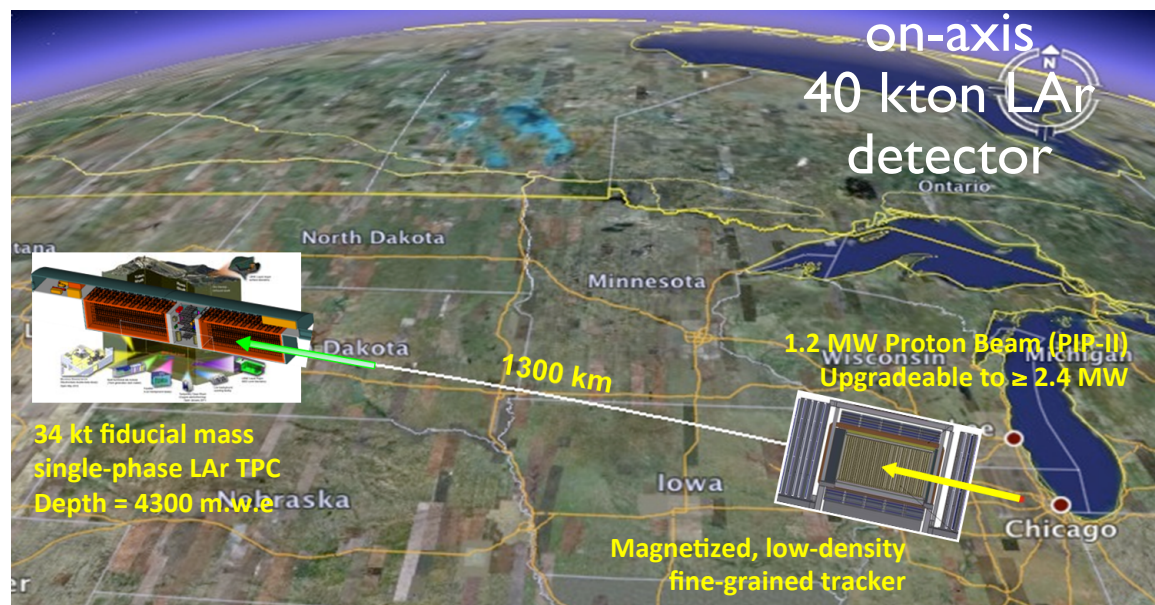 on-axis
40 kton LAr
detector
N
Ontario
tana
North Dakota
Minnesota
1.2 MW Proton Beam (PIP-II)
Wisconsin
Michigan
Upgradeable to ≥ 2.4 MW
Dakota
1300 km
34 kt fiducial mass
single-phase LAr TPC
Depth = 4300 m.w.e
Nebraska
Iowa
Chicago
Magnetized, low-density
fine-grained tracker